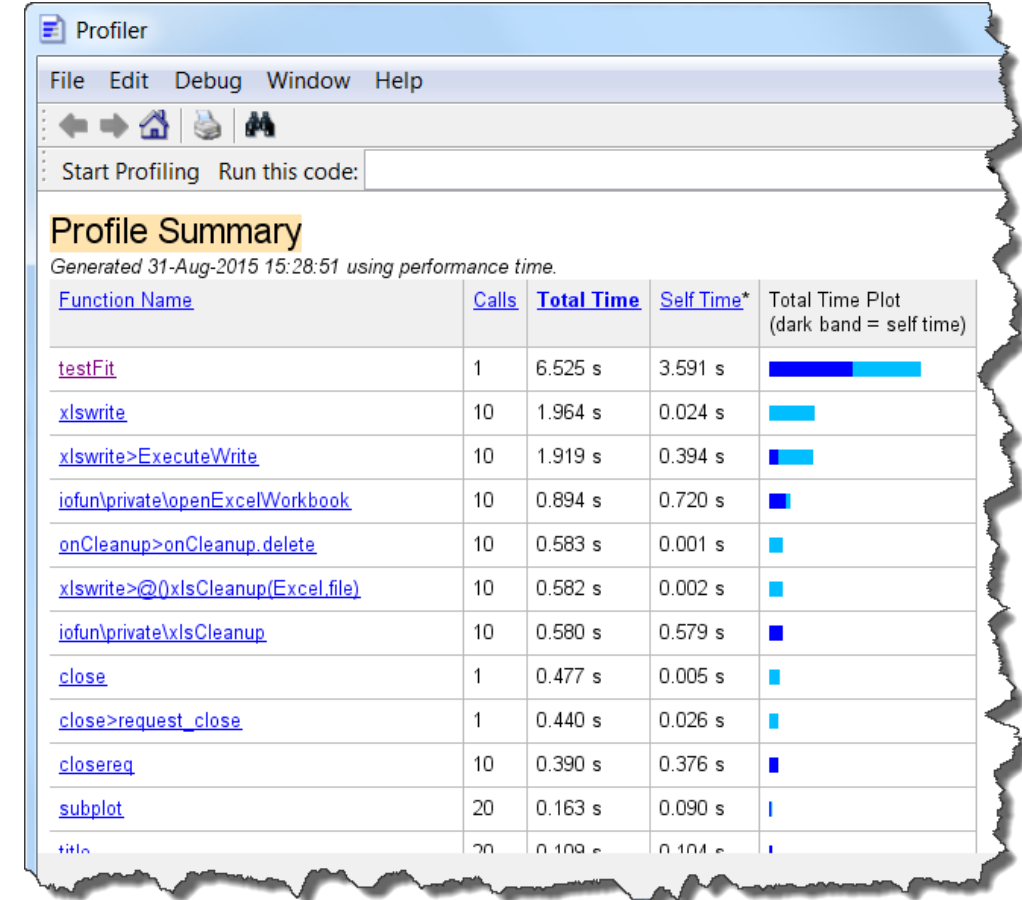 Profiler
File Edit Debug Window Help
Start Profiling Run this code:
Profile Summary
Generated 31-Aug-2015 15:28:51 using performance time.
Function Name Calls Total Time Self Time* Total Time Plot
(dark band = self time)
testFit 1 6.525 s 3.591 s
xlswrite 10 1.964 s 0.024 s
xlswrite>ExecuteWrite 10 1.919 s 0.394 s
iofun\private\openExcelWorkbook 10 0.894 s 0.720 s
onCleanup>onCleanup.delete 10 0.583 s 0.001 s
xlswrite>@()xlsCleanup(Excel,file) 10 0.582 s 0.002 s
iofun\private\xlsCleanup 10 0.580 s 0.579 s
close 1 0.477 s 0.005 s
close>request_close 1 0.440 s 0.026 s
closereq 10 0.390 s 0.376 s
subplot 20 0.163 s 0.090 s
title 20 0.109 s 0.104 s